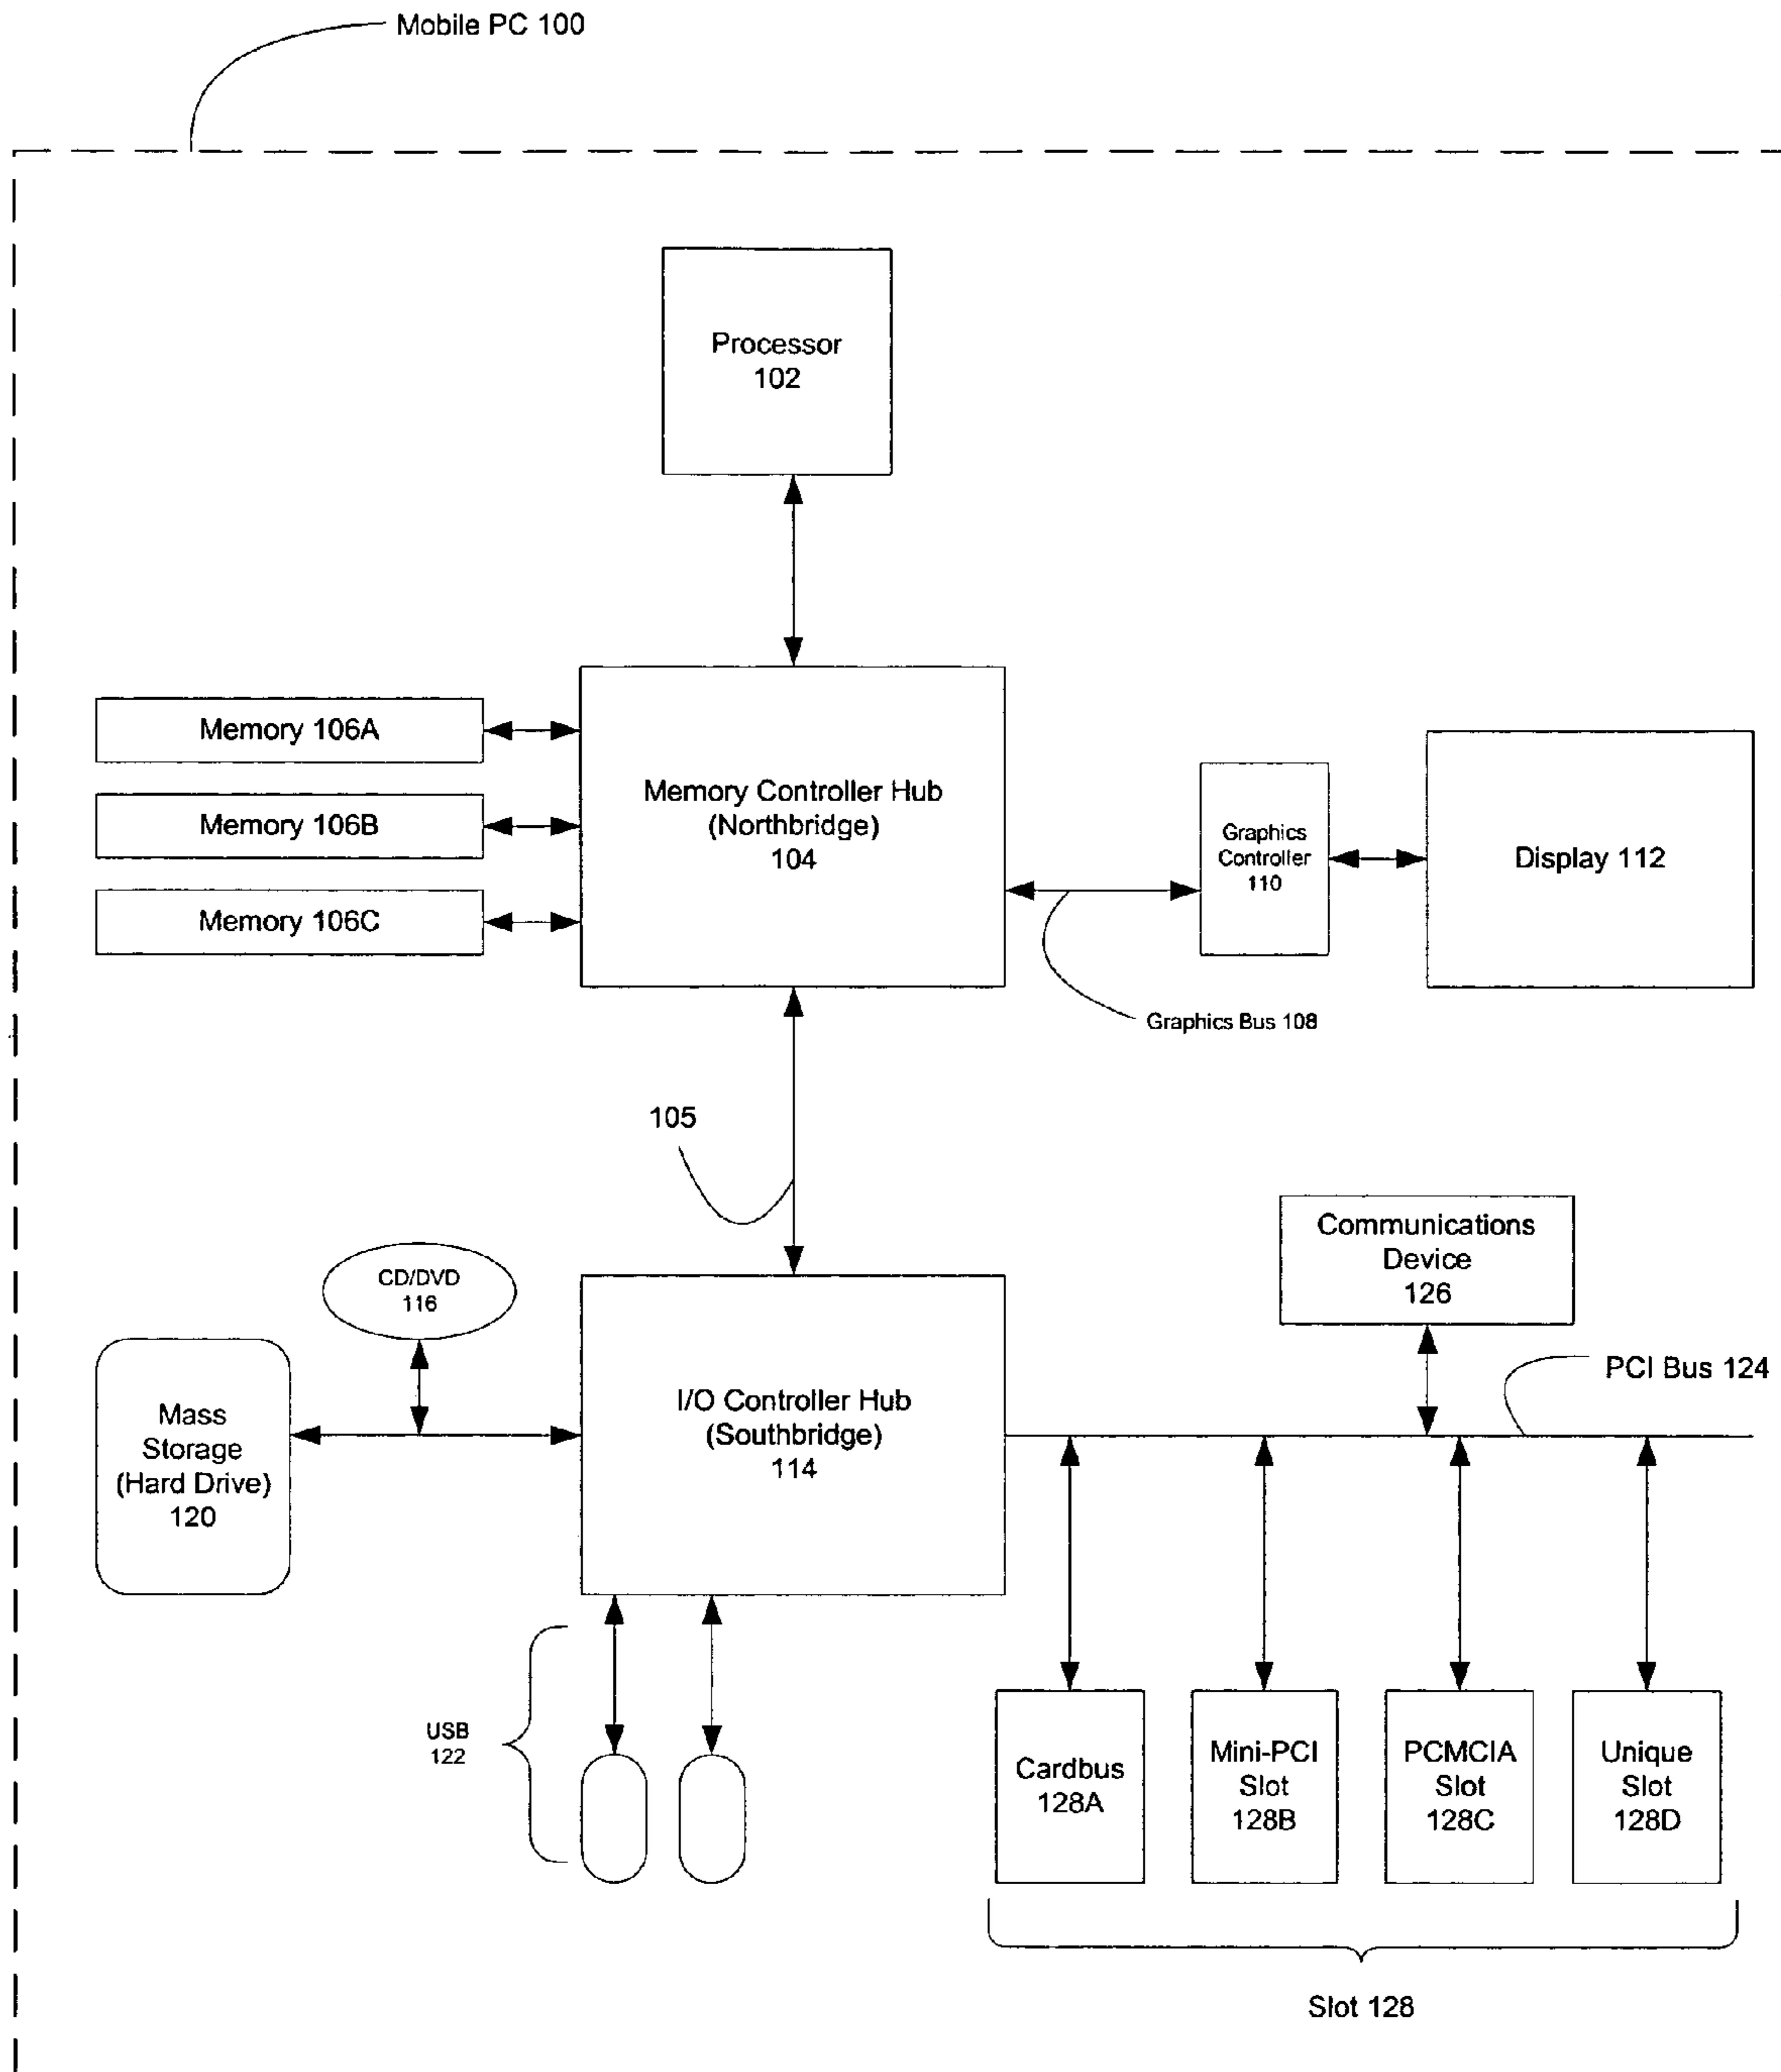 Mobile PC 100
Processor
102
Memory 106A
Memory 106B
Memory 106C
Memory Controller Hub
(Northbridge)
104
Graphics
Controller
110
Display 112
Graphics Bus 108
105
CD/DVD
116
Mass
Storage
(Hard Drive)
120
I/O Controller Hub
(Southbridge)
114
Communications
Device
126
PCI Bus 124
USB
122
Cardbus
128A
Mini-PCI
Slot
128B
PCMCIA
Slot
128C
Unique
Slot
128D
Slot 128